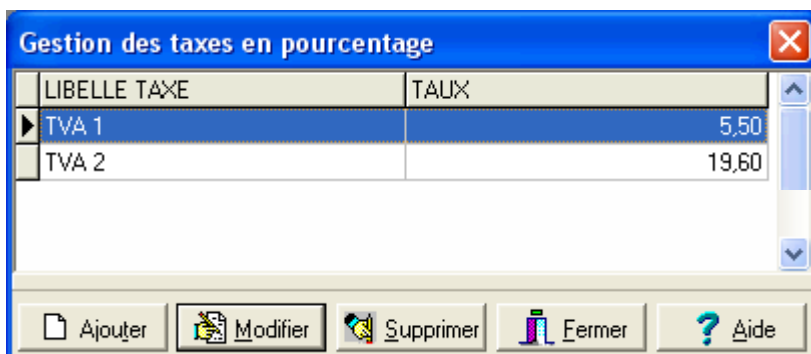 Gestion des taxes en pourcentage
LIBELLE TAXE TAUX
TVA 1 5,50
TVA 2 19,60
Ajouter Modifier Supprimer Fermer Aide